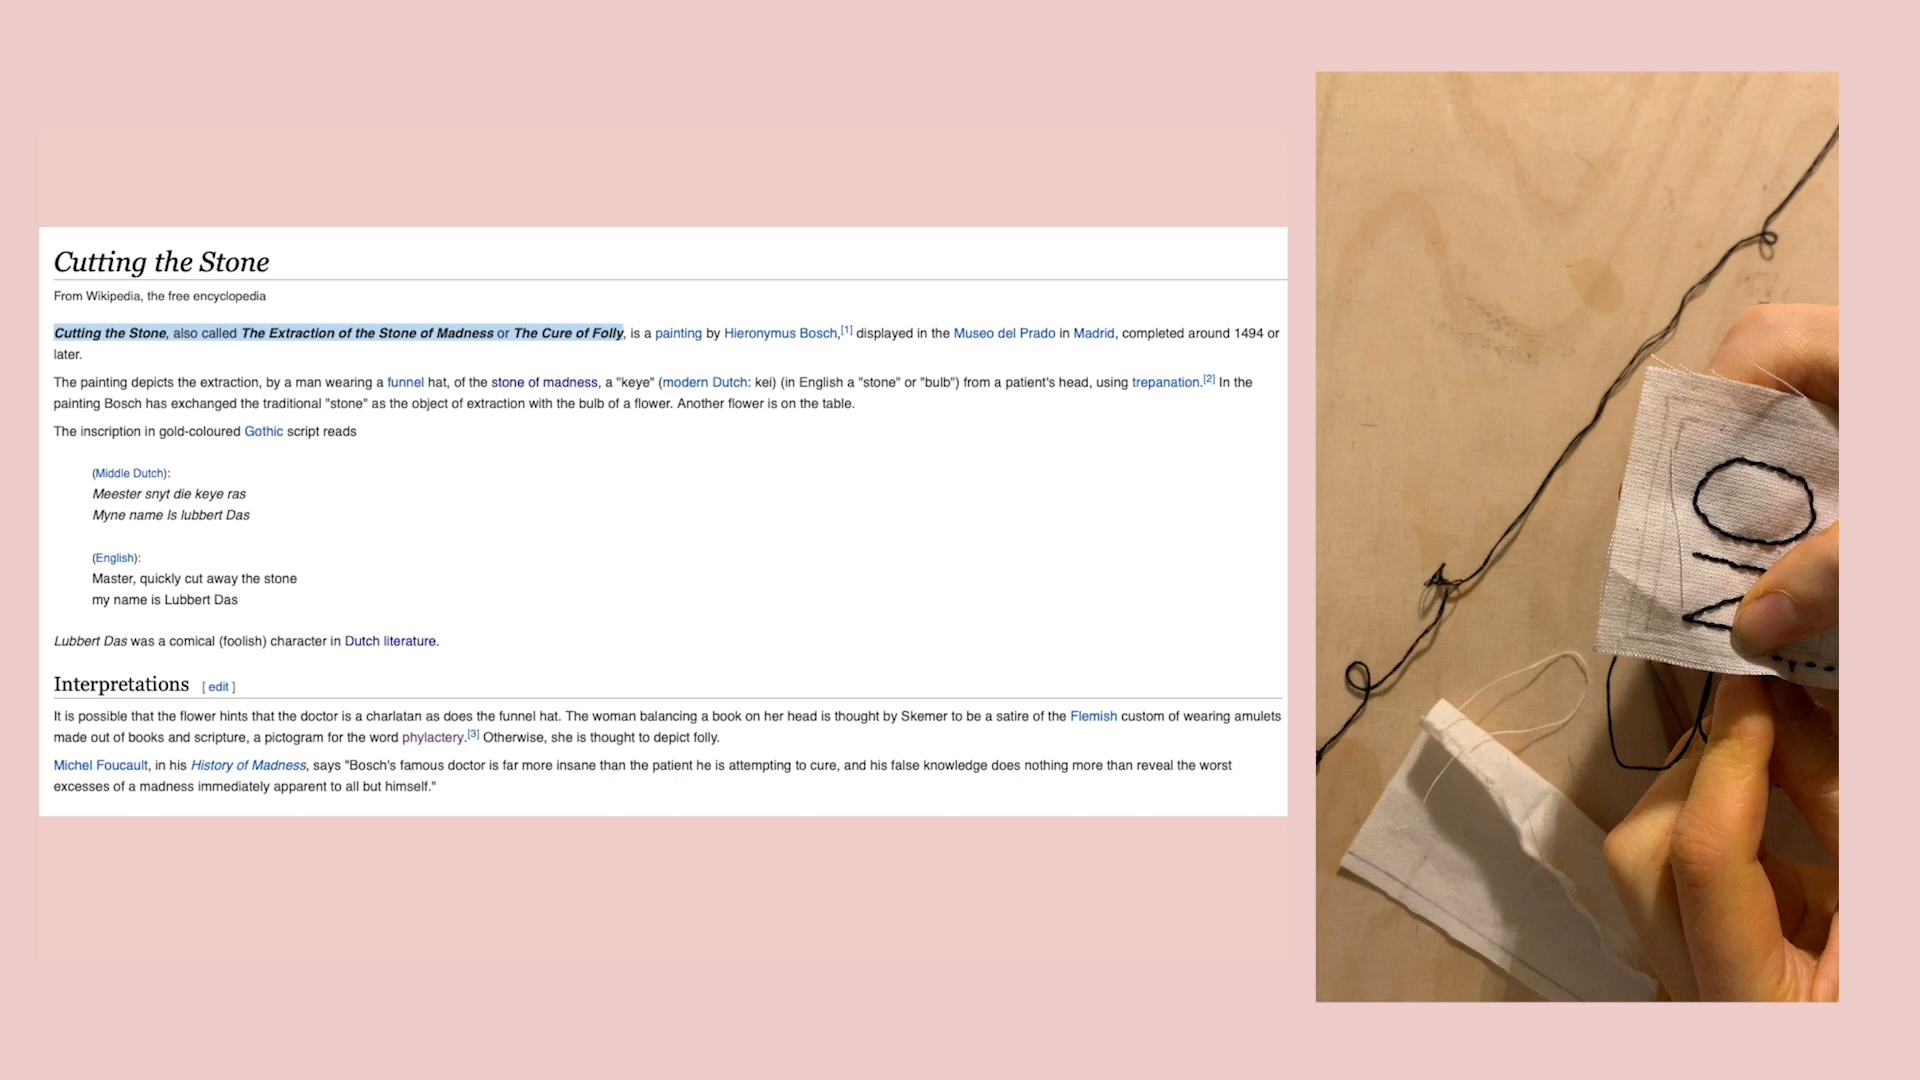 Cutting the Stone
From Wikipedia, the free encyclopedia
Cutting the Stone, also called The Extraction of the Stone of Madness or The Cure of Folly, is a painting by Hieronymus Bosch,[1] displayed in the Museo del Prado in Madrid, completed around 1494 or
later.
The painting depicts the extraction, by a man wearing a funnel hat, of the stone of madness, a "keye" (modern Dutch: kei) (in English a "stone" or "bulb") from a patient's head, using trepanation.[2] In the
painting Bosch has exchanged the traditional "stone" as the object of extraction with the bulb of a flower. Another flower is on the table.
The inscription in gold-coloured Gothic script reads
(Middle Dutch):
Meester snyt die keye ras
Myne name Is lubbert Das
(English):
Master, quickly cut away the stone
my name is Lubbert Das
Lubbert Das was a comical (foolish) character in Dutch literature.
Interpretations [ edit ]
It is possible that the flower hints that the doctor is a charlatan as does the funnel hat. The woman balancing a book on her head is thought by Skemer to be a satire of the Flemish custom of wearing amulets
made out of books and scripture, a pictogram for the word phylactery.[3] Otherwise, she is thought to depict folly.
Michel Foucault, in his History of Madness, says "Bosch's famous doctor is far more insane than the patient he is attempting to cure, and his false knowledge does nothing more than reveal the worst
excesses of a madness immediately apparent to all but himself."